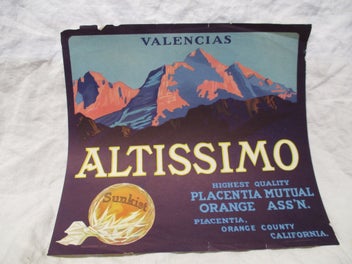 VALENCIAS
ALTISSIMO
HIGHEST QUALITY
PLACENTIA MUTUAL
ORANGE ASS'N.
Sunkist
PLACENTIA,
ORANGE COUNTY
CALIFORNIA.